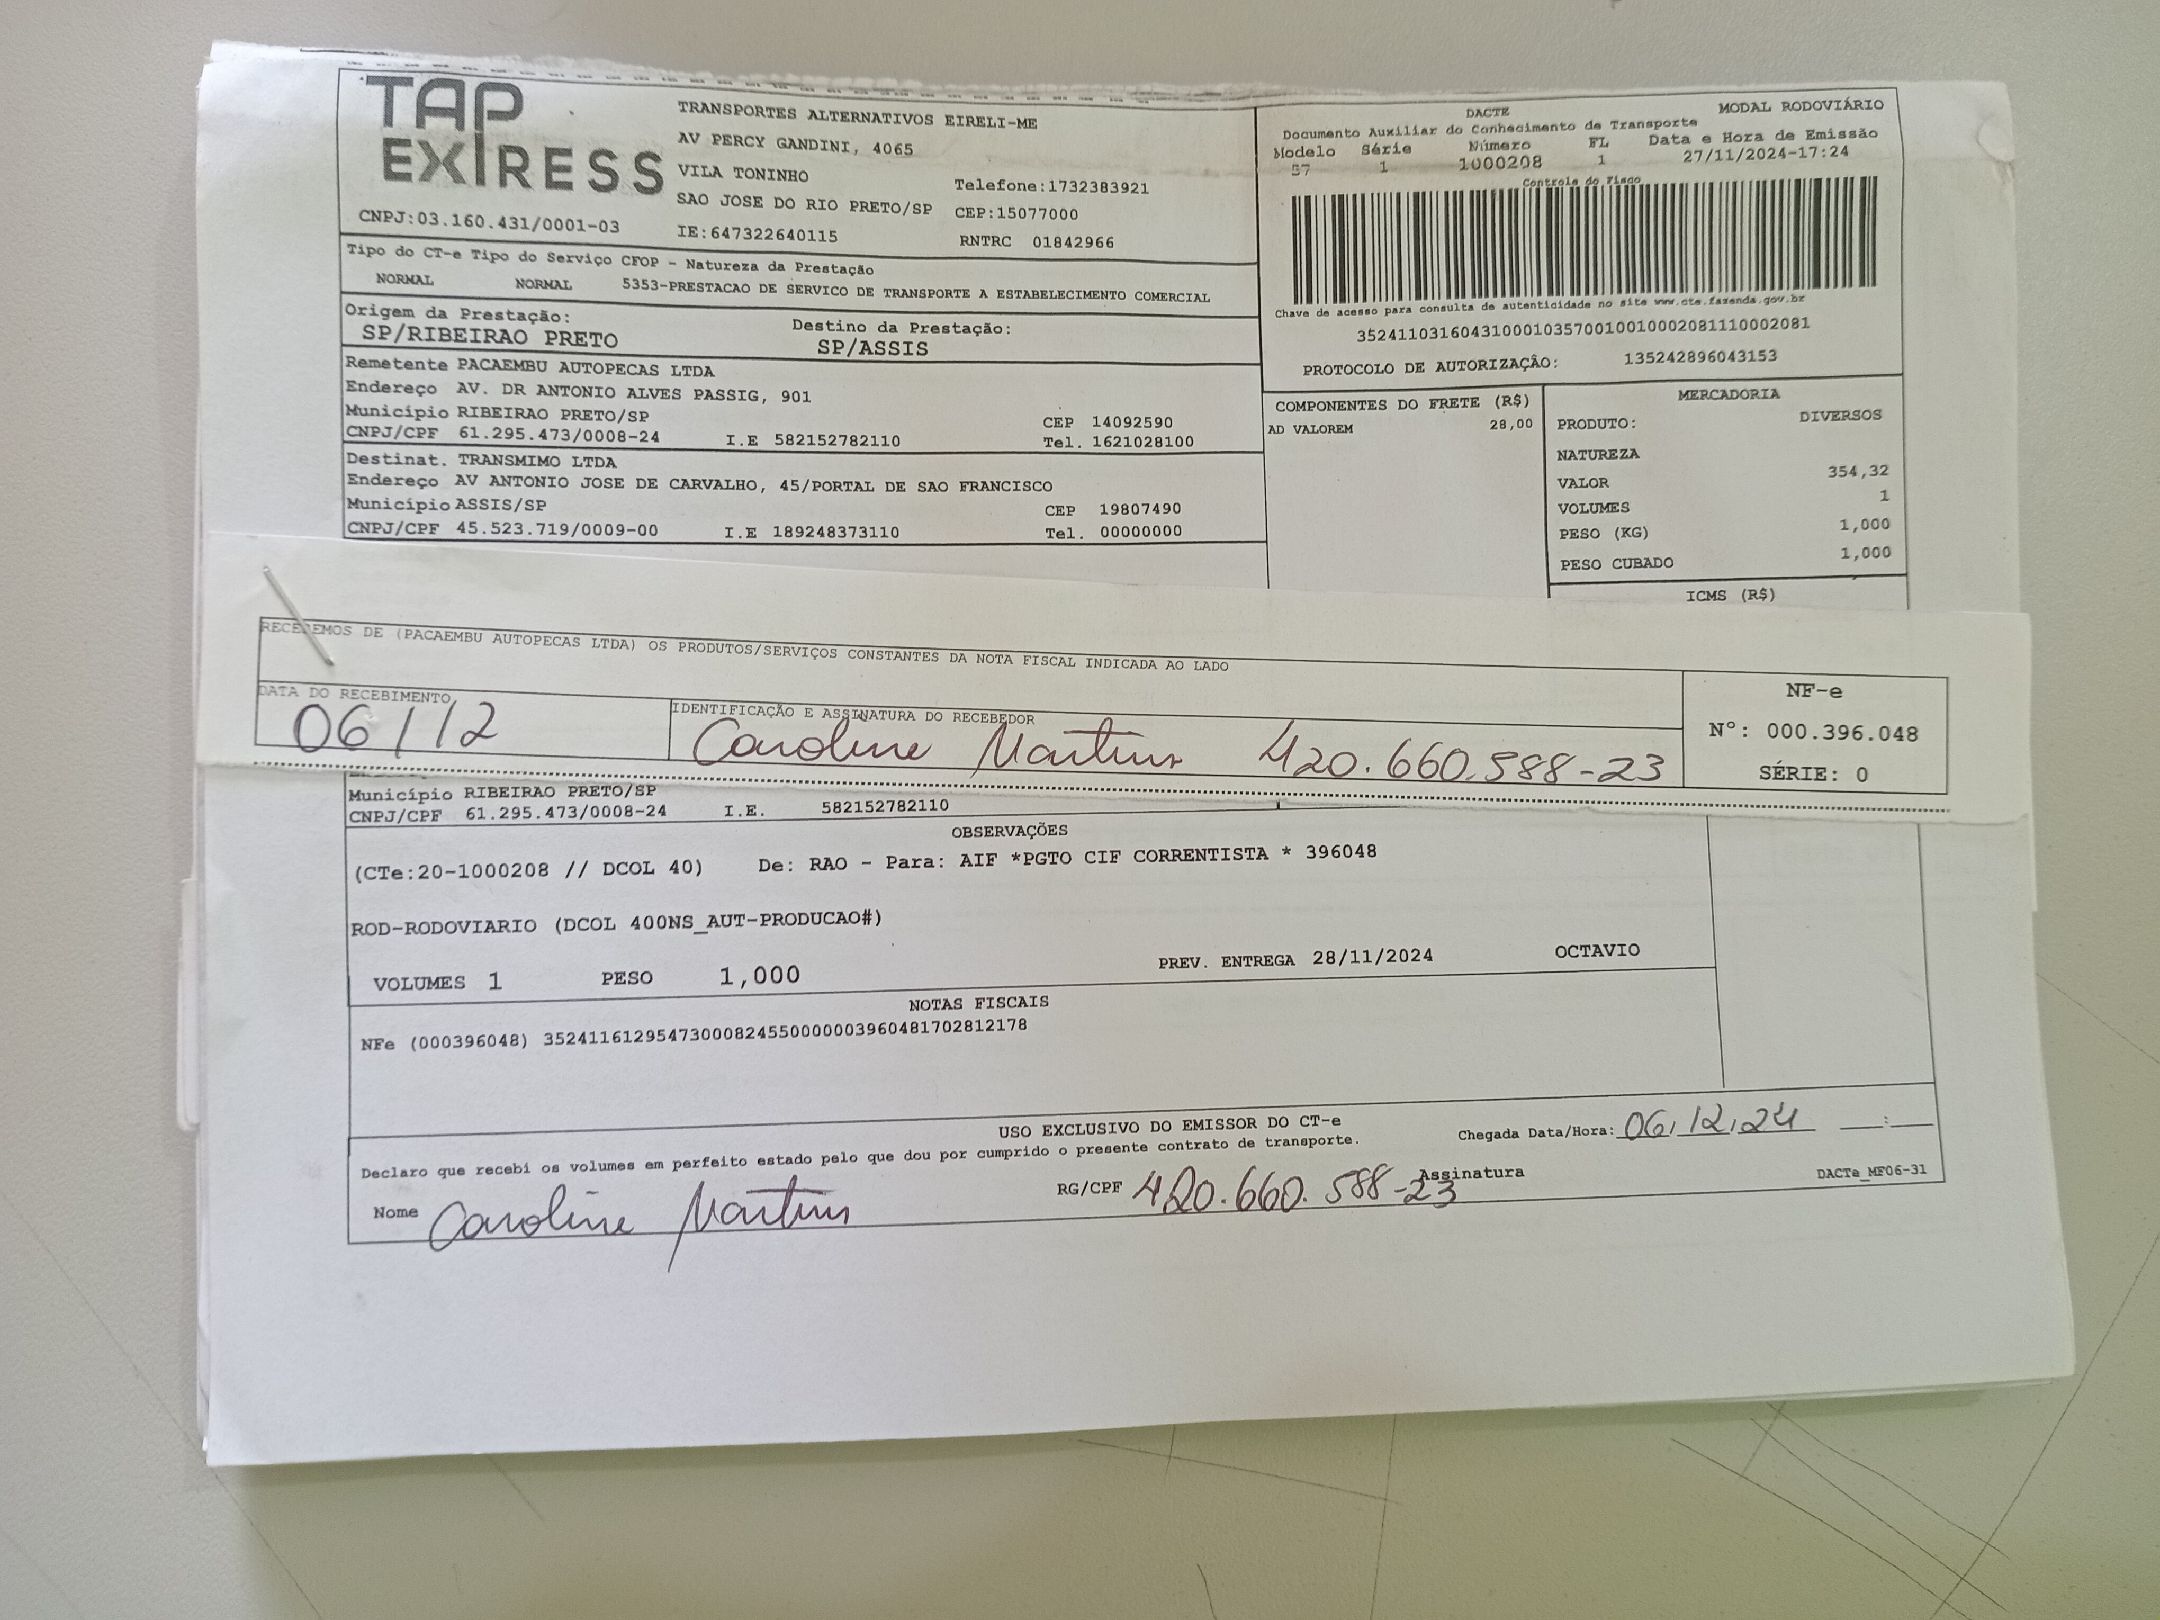 TAP
EXPRESS
CNPJ:03.160.431/0001-03
TRANSPORTES ALTERNATIVOS EIRELI-ME
AV PERCY GANDINI, 4065
VILA TONINHO
Telefone:1732383921
SAO JOSE DO RIO PRETO/SP CEP:15077000
IE:647322640115 RNTRC 01842966
DACTE MODAL RODOVIÁRIO
Documento Auxiliar do Conhecimento de Transporte
Modelo Série Número FL Data e Hora de Emissão
57 1 1000208 1 27/11/2024-17:24
Controle do Fisco
Chave de acesso para consulta de autenticidade no site www.cte.fazenda.gov.br
35241103160431000103570010010002081110002081
PROTOCOLO DE AUTORIZAÇÃO: 135242896043153
Tipo do CT-e Tipo do Serviço CFOP - Natureza da Prestação
NORMAL NORMAL 5353-PRESTACAO DE SERVICO DE TRANSPORTE A ESTABELECIMENTO COMERCIAL
Origem da Prestação: Destino da Prestação:
SP/RIBEIRAO PRETO SP/ASSIS
Remetente PACAEMBU AUTOPECAS LTDA
Endereço AV. DR ANTONIO ALVES PASSIG, 901
Município RIBEIRAO PRETO/SP CEP 14092590
CNPJ/CPF 61.295.473/0008-24 I.E 582152782110 Tel. 1621028100
Destinat. TRANSMIMO LTDA
Endereço AV ANTONIO JOSE DE CARVALHO, 45/PORTAL DE SAO FRANCISCO
Município ASSIS/SP CEP 19807490
CNPJ/CPF 45.523.719/0009-00 I.E 189248373110 Tel. 00000000
COMPONENTES DO FRETE (R$)
AD VALOREM 28,00
MERCADORIA
PRODUTO: DIVERSOS
NATUREZA
VALOR 354,32
VOLUMES 1
PESO (KG) 1,000
PESO CUBADO 1,000
ICMS (R$)
RECEBEMOS DE (PACAEMBU AUTOPECAS LTDA) OS PRODUTOS/SERVIÇOS CONSTANTES DA NOTA FISCAL INDICADA AO LADO
DATA DO RECEBIMENTO IDENTIFICAÇÃO E ASSINATURA DO RECEBEDOR
06/12 Caroline Martins 420.660.588-23
NF-e
Nº: 000.396.048
SÉRIE: 0
Município RIBEIRAO PRETO/SP
CNPJ/CPF 61.295.473/0008-24 I.E. 582152782110
OBSERVAÇÕES
(CTe:20-1000208 // DCOL 40) De: RAO - Para: AIF *PGTO CIF CORRENTISTA * 396048
ROD-RODOVIARIO (DCOL 400NS_AUT-PRODUCAO#)
VOLUMES 1 PESO 1,000 PREV. ENTREGA 28/11/2024 OCTAVIO
NOTAS FISCAIS
NFe (000396048) 35241161295473000824550000003960481702812178
USO EXCLUSIVO DO EMISSOR DO CT-e
Declaro que recebi os volumes em perfeito estado pelo que dou por cumprido o presente contrato de transporte.
Chegada Data/Hora: 06/12/24 __:__
Nome Caroline Martins RG/CPF 420.660.588-23 Assinatura
DACTe_MF06-31